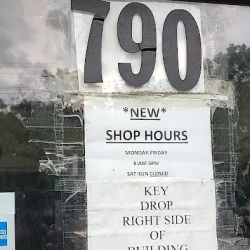 790
*NEW*
SHOP HOURS
MONDAY-FRIDAY
8:AM-5PM
SAT-SUN CLOSED
KEY
DROP
RIGHT SIDE
OF
BUILDING